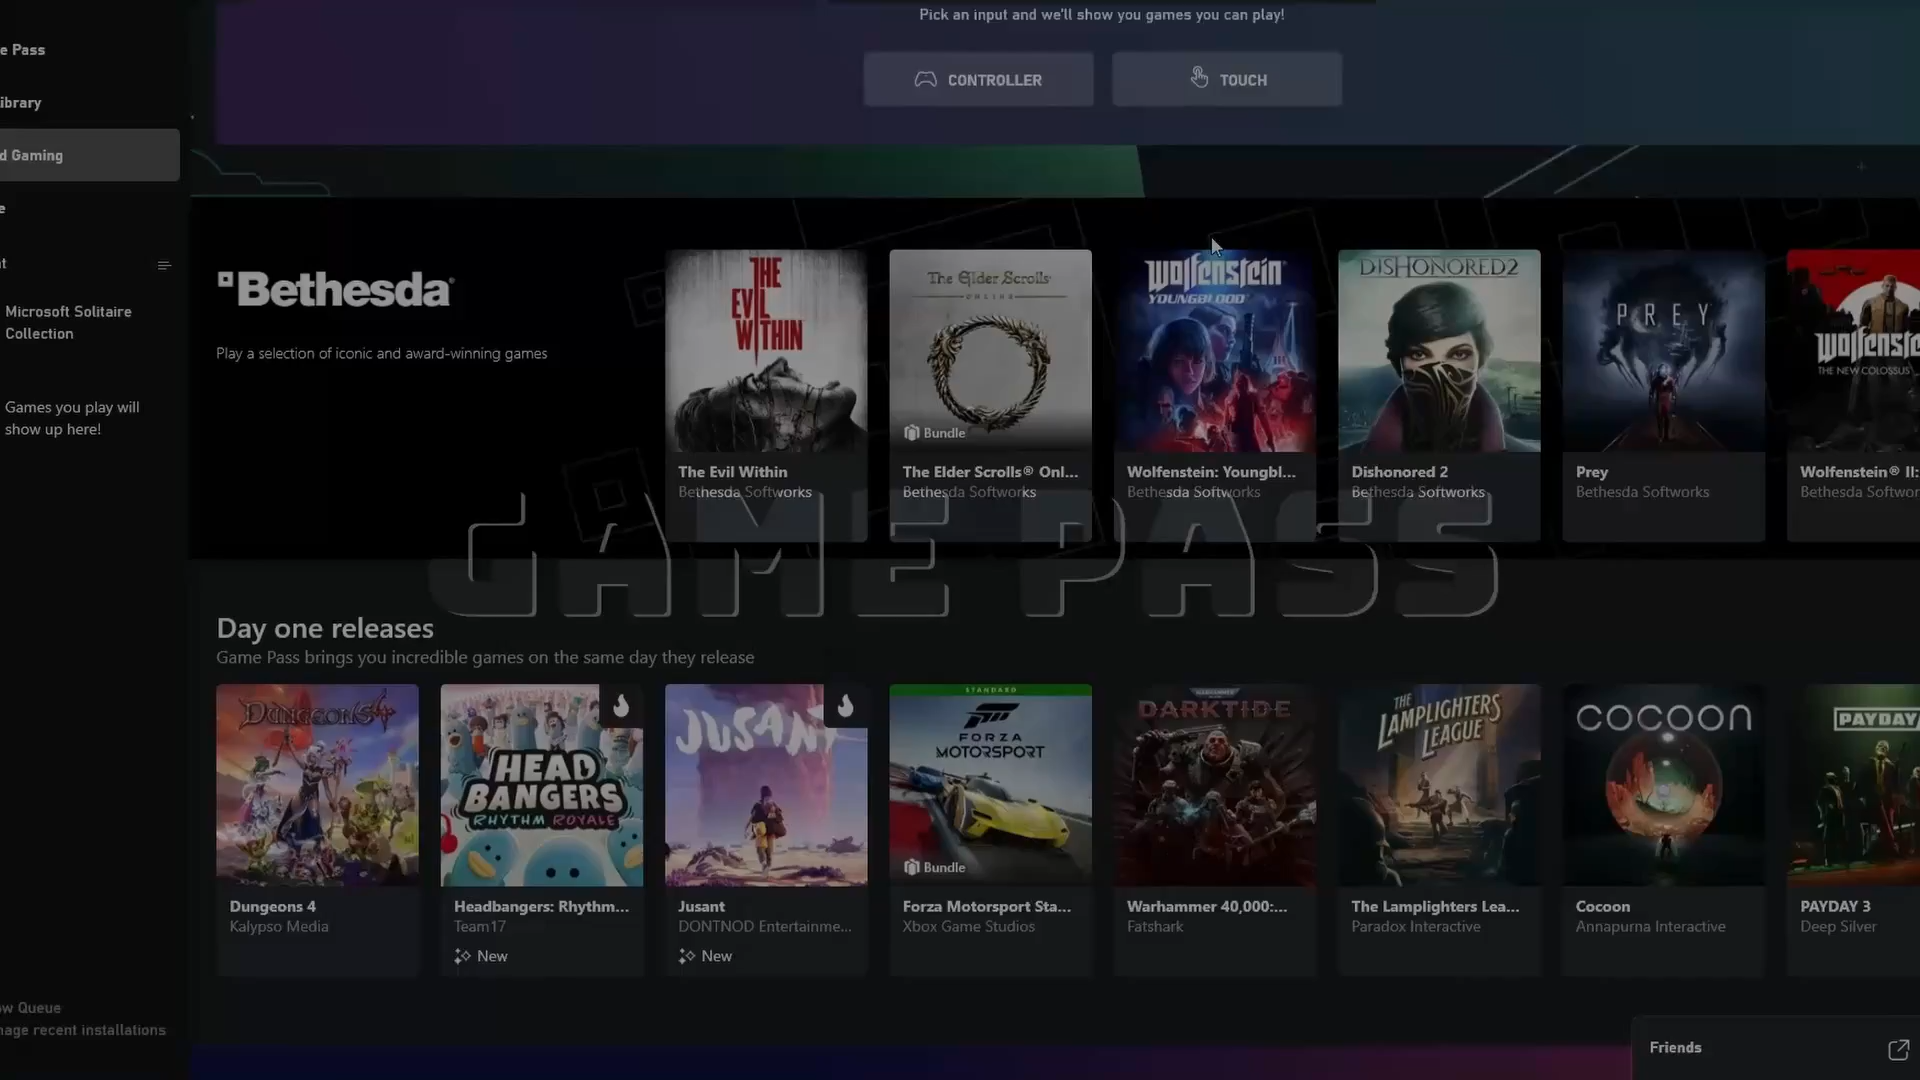 Pick an input and we'll show you games you can play!
CONTROLLER
TOUCH
e Pass
ibrary
d Gaming
e
t
Microsoft Solitaire
Collection
Games you play will
show up here!
Bethesda
Play a selection of iconic and award-winning games
THE
EVIL
WITHIN
The Elder Scrolls
ONLINE
Bundle
Wolfenstein
YOUNGBLOOD
DISHONORED2
PREY
Wolfenste
THE NEW COLOSSUS
The Evil Within
Bethesda Softworks
The Elder Scrolls® Onl...
Bethesda Softworks
Wolfenstein: Youngbl...
Bethesda Softworks
Dishonored 2
Bethesda Softworks
Prey
Bethesda Softworks
Wolfenstein® II:
Bethesda Softwor
GAME PASS
Day one releases
Game Pass brings you incredible games on the same day they release
DUNGEONS 4
HEAD
BANGERS
RHYTHM ROYALE
JUSANT
STANDARD
FORZA
MOTORSPORT
Bundle
WARHAMMER
DARKTIDE
THE
LAMPLIGHTERS
LEAGUE
COCOON
PAYDAY
Dungeons 4
Kalypso Media
Headbangers: Rhythm...
Team17
New
Jusant
DONTNOD Entertainme...
New
Forza Motorsport Sta...
Xbox Game Studios
Warhammer 40,000:...
Fatshark
The Lamplighters Lea...
Paradox Interactive
Cocoon
Annapurna Interactive
PAYDAY 3
Deep Silver
w Queue
nage recent installations
Friends